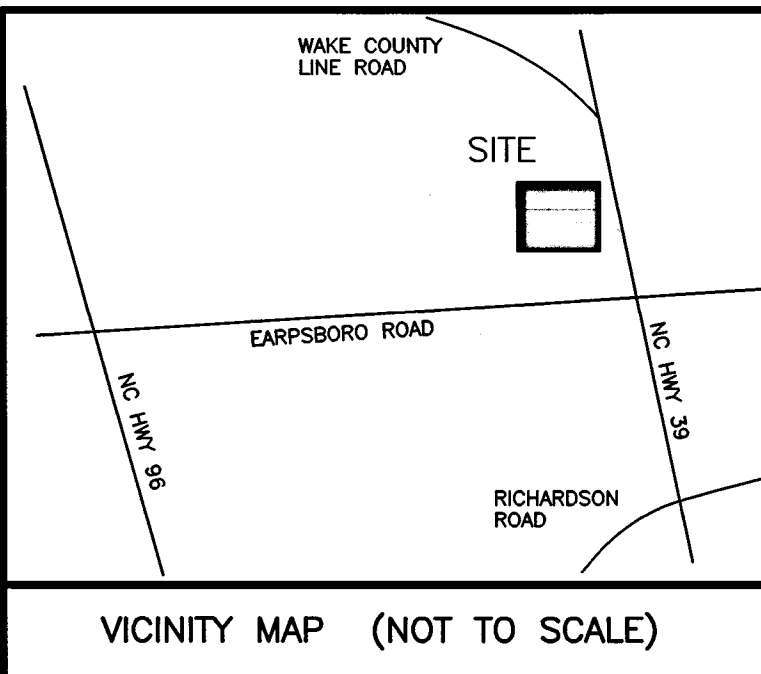 WAKE COUNTY
LINE ROAD
SITE
EARPSBORO ROAD
NC HWY 39
NC HWY 96
RICHARDSON
ROAD
VICINITY MAP (NOT TO SCALE)